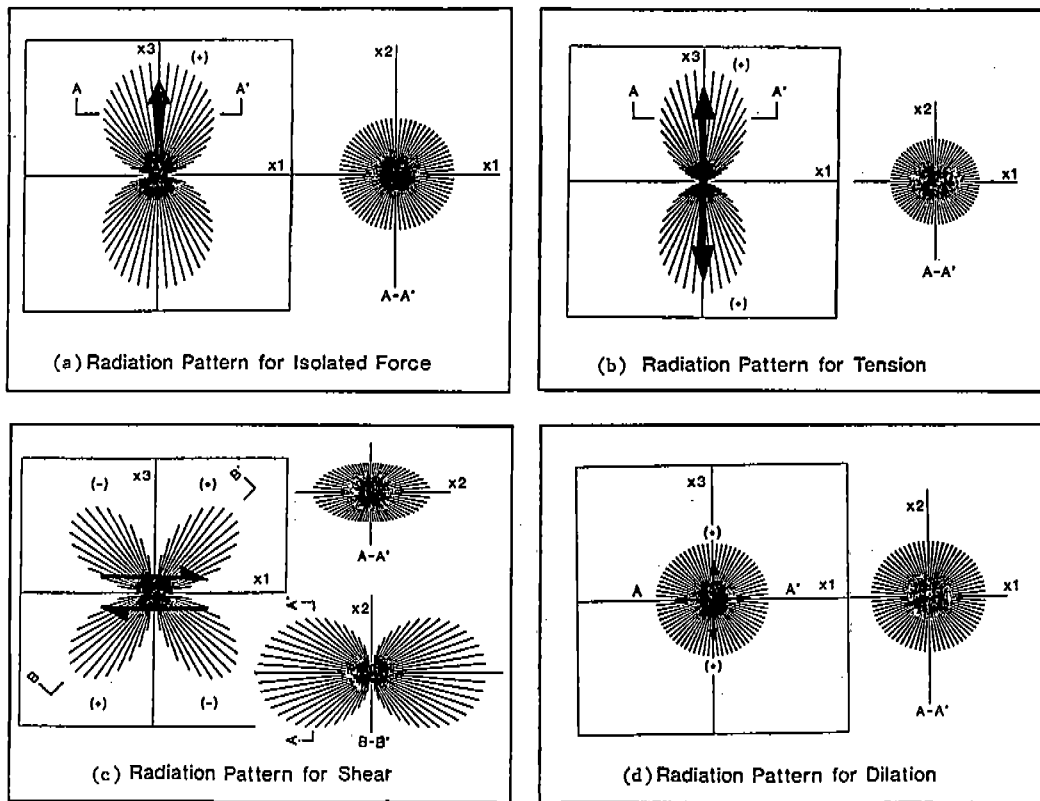 x3
(+)
A
A'
x1
x2
x1
A-A'
(a) Radiation Pattern for Isolated Force
x3
(+)
A
A'
x1
(+)
x2
x1
A-A'
(b) Radiation Pattern for Tension
(-)
x3
(+)
B'
x1
B
(+)
(-)
x2
A-A'
A'
x2
A
B-B'
(c) Radiation Pattern for Shear
x3
(+)
A
A'
x1
(+)
x2
x1
A-A'
(d) Radiation Pattern for Dilation